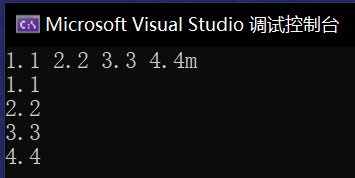 Microsoft Visual Studio 调试控制台
1.1 2.2 3.3 4.4m
1.1
2.2
3.3
4.4